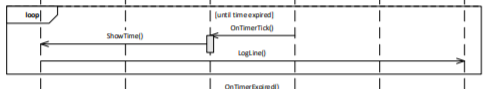 loop
[until time expired]
OnTimerTick()
ShowTime()
LogLine()
OnTimerExpired()